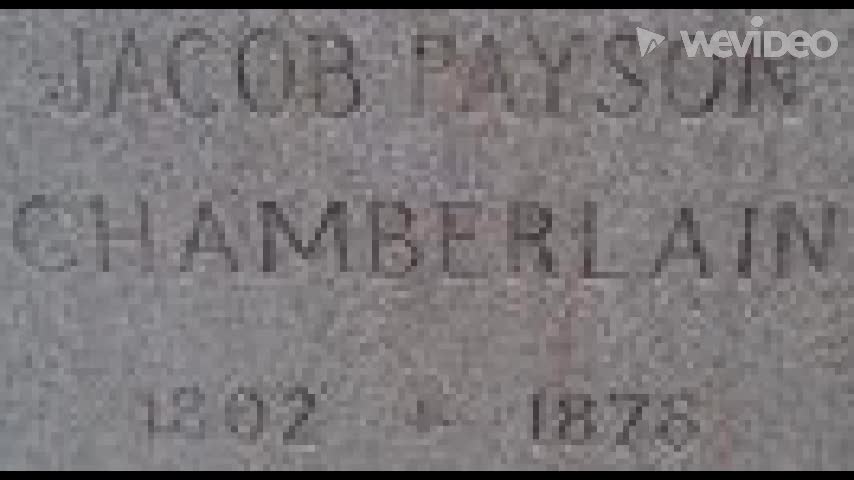 WEVIDEO
JACOB PAYSON
CHAMBERLAIN
1802 1878